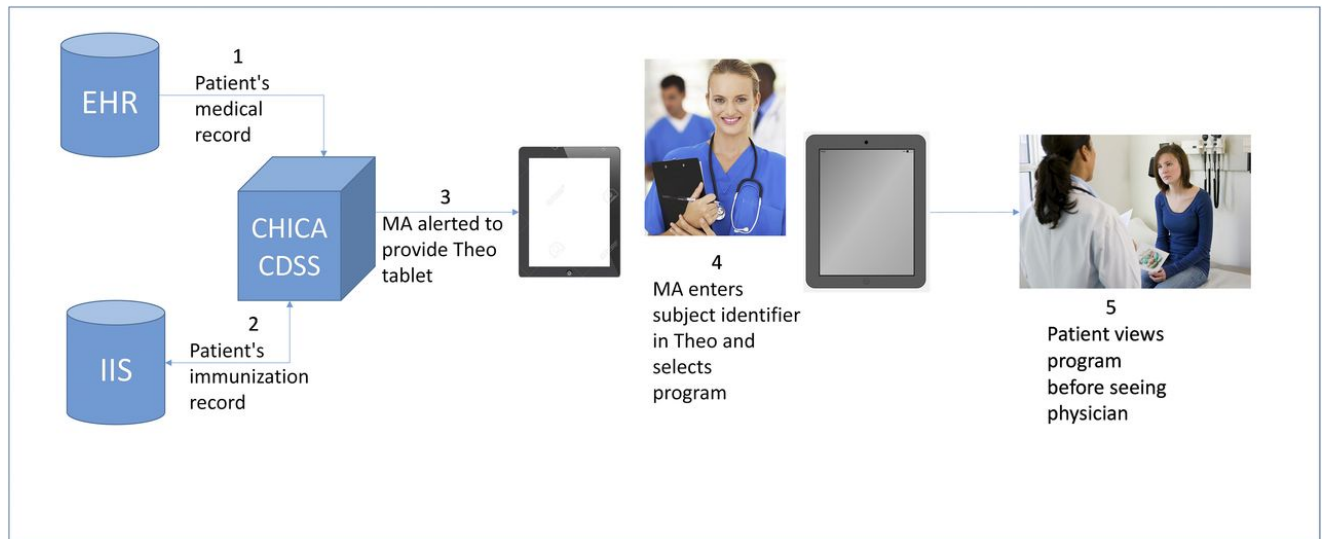 EHR
1
Patient's
medical
record
CHICA
CDSS
IIS
2
Patient's
immunization
record
3
MA alerted to
provide Theo
tablet
4
MA enters
subject identifier
in Theo and
selects
program
5
Patient views
program
before seeing
physician